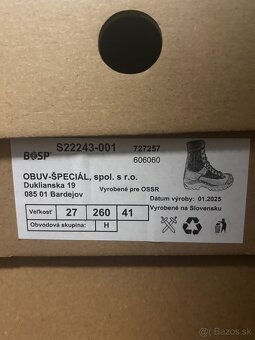 S22243-001
727257
BOSP
606060
OBUV-ŠPECIÁL, spol. s r.o.
Duklianska 19
085 01 Bardejov
Vyrobené pre OSSR
Dátum výroby: 01.2025
Vyrobené na Slovensku
Veľkosť 27 260 41
Obvodová skupina: H
bazos.sk